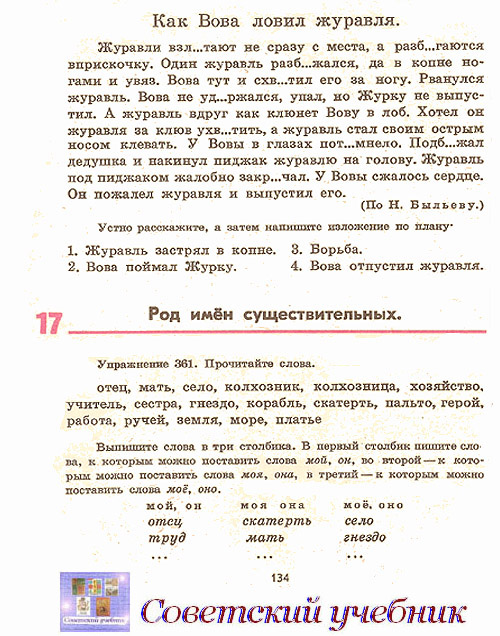 Как Вова ловил журавля.
Журавли взл...тают не сразу с места, а разб...гаются
вприскочку. Один журавль разб...жался, да в копне но-
гами и увяз. Вова тут и схв...тил его за ногу. Рванулся
журавль. Вова не уд...ржался, упал, но Журку не выпус-
тил. А журавль вдруг как клюнет Вову в лоб. Хотел он
журавля за клюв ухв...тить, а журавль стал своим острым
носом клевать. У Вовы в глазах пот...мнело. Подб...жал
дедушка и накинул пиджак журавлю на голову. Журавль
под пиджаком жалобно закр...чал. У Вовы сжалось сердце.
Он пожалел журавля и выпустил его.
(По Н. Быльеву.)
Устно расскажите, а затем напишите изложение по плану.
1. Журавль застрял в копне. 3. Борьба.
2. Вова поймал Журку. 4. Вова отпустил журавля.
17 Род имён существительных.
Упражнение 361. Прочитайте слова.
отец, мать, село, колхозник, колхозница, хозяйство,
учитель, сестра, гнездо, корабль, скатерть, пальто, герой,
работа, ручей, земля, море, платье
Выпишите слова в три столбика. В первый столбик пишите сло-
ва, к которым можно поставить слова мой, он, во второй — к кото-
рым можно поставить слова моя, она, в третий — к которым можно
поставить слова моё, оно.
мой, он моя она моё, оно
отец скатерть село
труд мать гнездо
... ... ...
134
Советский учебник
Советский учебник